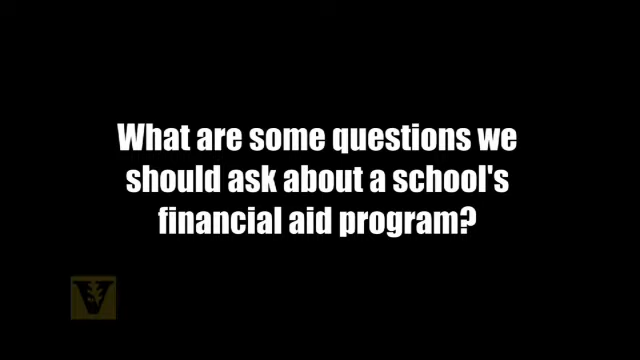 What are some questions we
should ask about a school's
financial aid program?
V